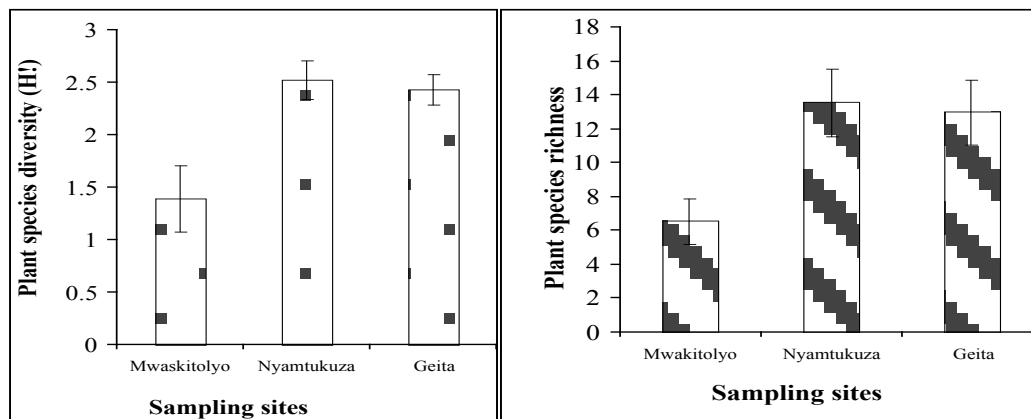 Plant species diversity (H!)
3
2.5
2
1.5
1
0.5
0
Mwaskitolyo Nyamtukuza Geita
Sampling sites
Plant species richness
18
16
14
12
10
8
6
4
2
0
Mwakitolyo Nyamtukuza Geita
Sampling sites